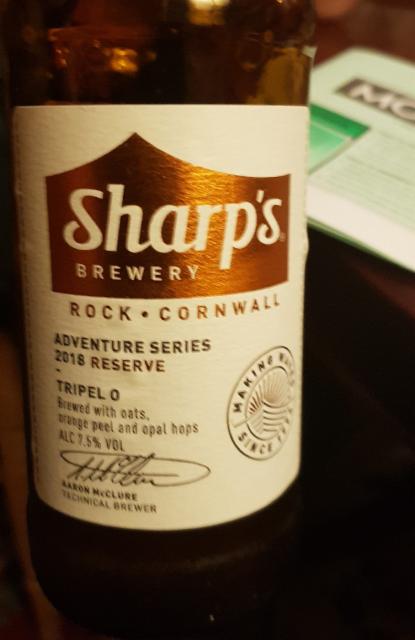 Sharp's
BREWERY
ROCK • CORNWALL
ADVENTURE SERIES
2018 RESERVE
-
TRIPEL O
Brewed with oats,
orange peel and opal hops
ALC 7.5% VOL
AARON McCLURE
TECHNICAL BREWER
MAKING
SINCE
MO